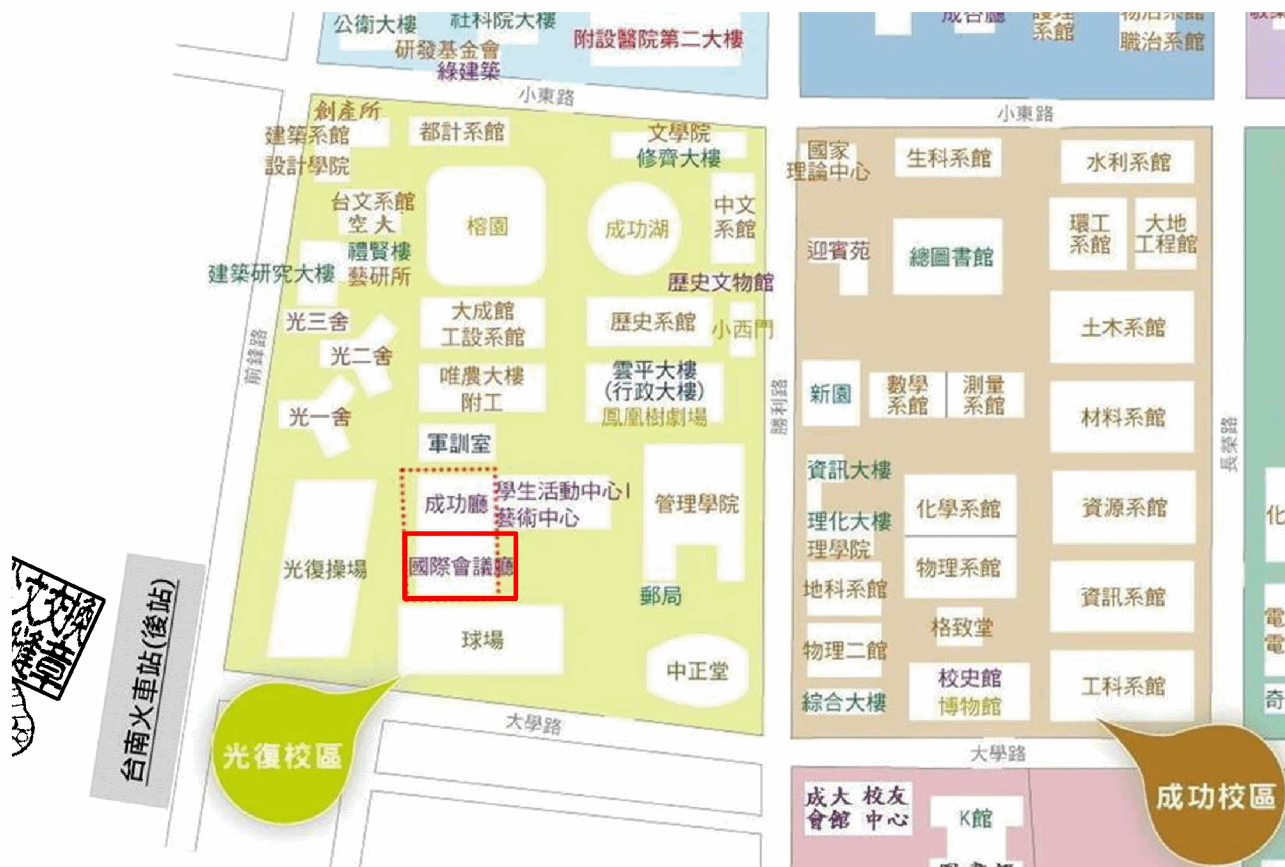 公衛大樓
社科院大樓
研發基金會
綠建築
附設醫院第二大樓
成杏廳
護理
系館
物治系館
職治系館
小東路
小東路
創產所
建築系館
設計學院
都計系館
文學院
修齊大樓
台文系館
空大
禮賢樓
藝研所
建築研究大樓
榕園
成功湖
中文
系館
歷史文物館
光三舍
光二舍
光一舍
前鋒路
大成館
工設系館
歷史系館
小西門
唯農大樓
附工
雲平大樓
(行政大樓)
鳳凰樹劇場
軍訓室
成功廳
學生活動中心I
藝術中心
管理學院
國際會議廳
光復操場
郵局
球場
中正堂
大學路
光復校區
台南火車站(後站)
勝利路
國家
理論中心
生科系館
水利系館
迎賓苑
總圖書館
環工
系館
大地
工程館
土木系館
新園
數學
系館
測量
系館
材料系館
長榮路
資訊大樓
理化大樓
理學院
化學系館
資源系館
地科系館
物理系館
資訊系館
物理二館
格致堂
綜合大樓
校史館
博物館
工科系館
大學路
成功校區
成大 校友
會館 中心
K館
化
電
電
奇